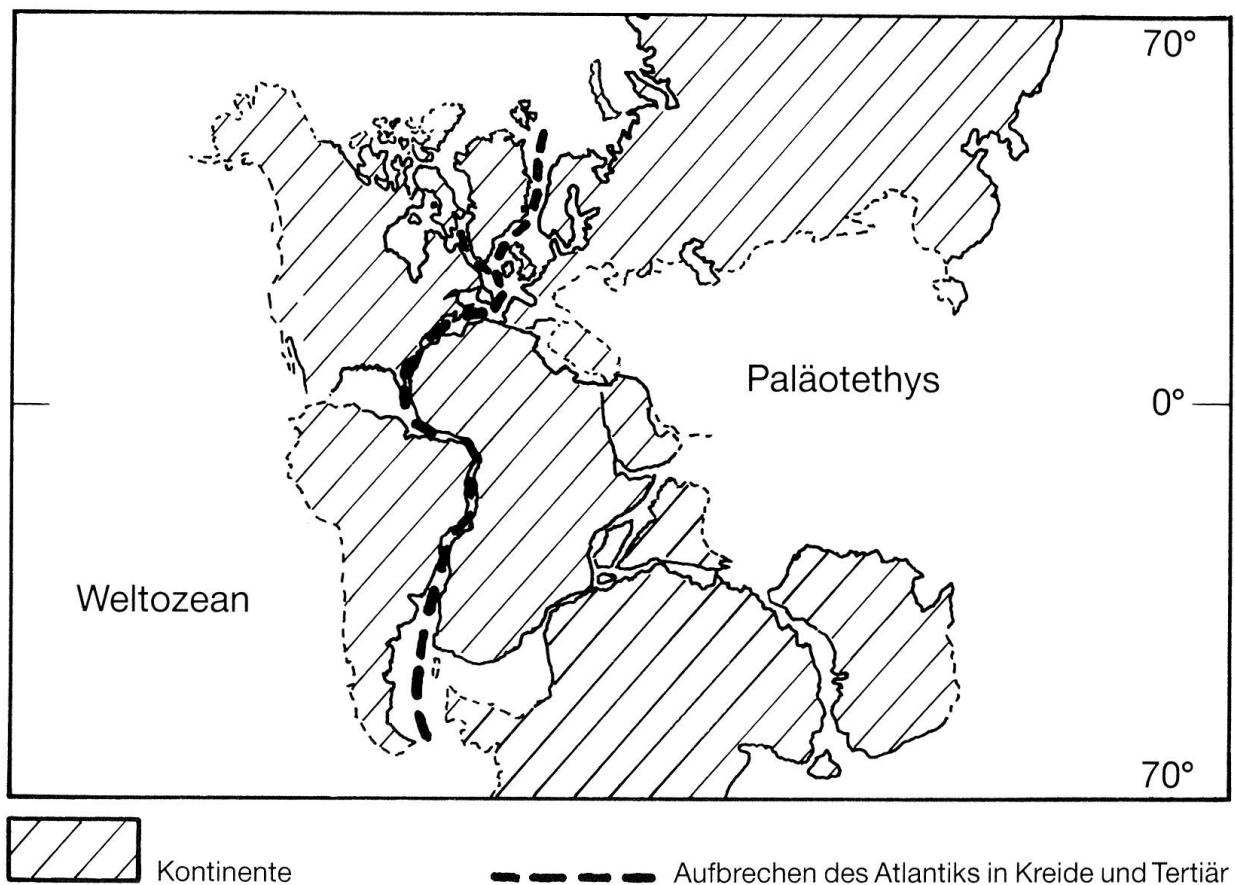 70°
Paläotethys
0°
Weltozean
70°
Kontinente
Aufbrechen des Atlantiks in Kreide und Tertiär